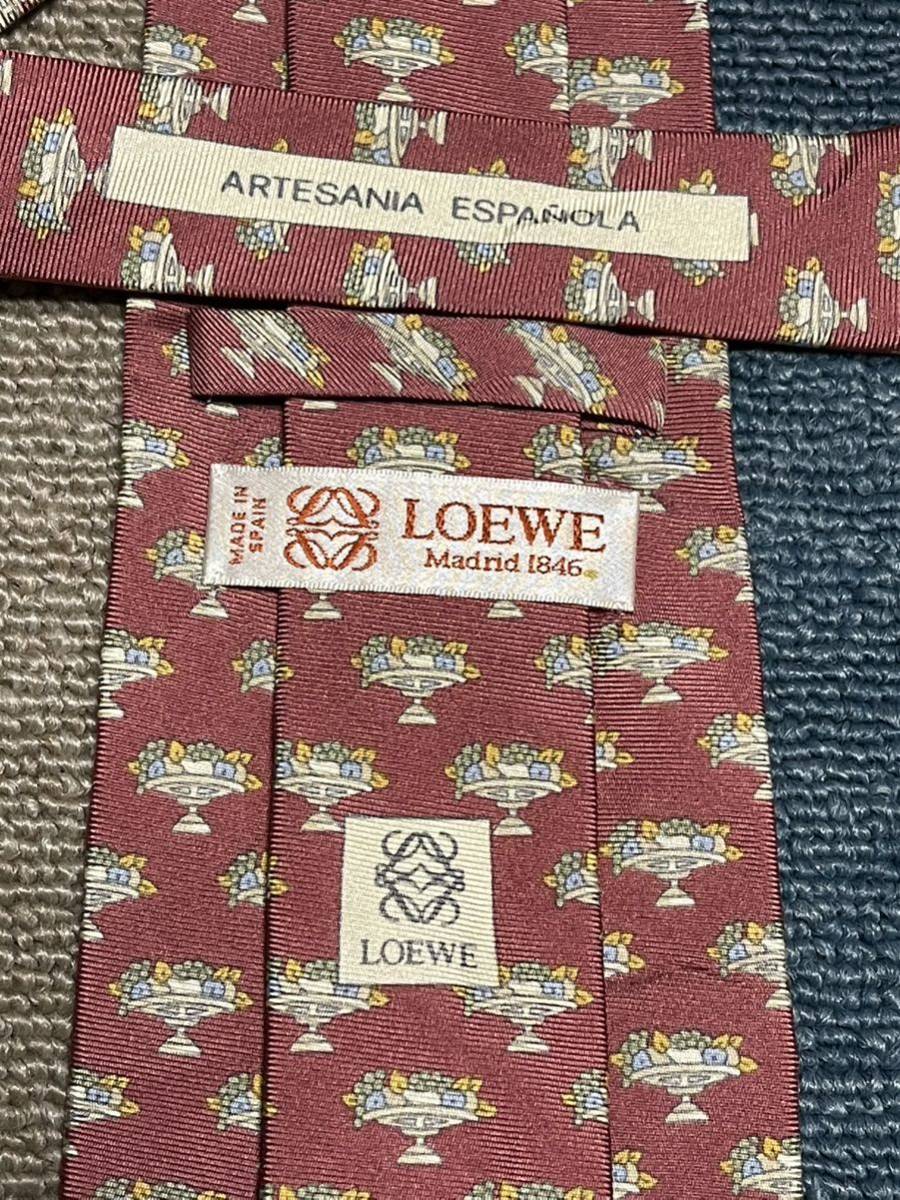 ARTESANIA ESPAÑOLA
MADE IN
SPAIN
LOEWE
Madrid 1846
LOEWE